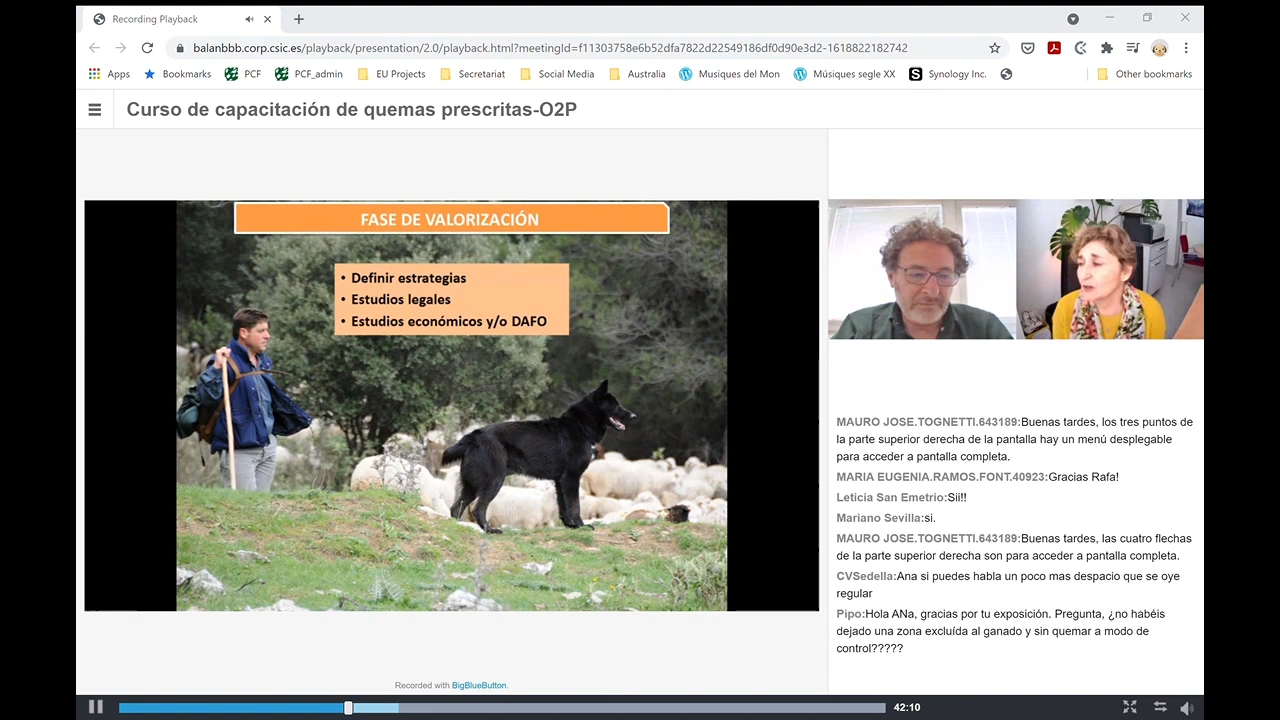 Recording Playback
balanbbb.corp.csic.es/playback/presentation/2.0/playback.html?meetingId=f11303758e6b52dfa7822d22549186df0d90e3d2-1618822182742
Apps
Bookmarks
PCF
PCF_admin
EU Projects
Secretariat
Social Media
Australia
Musiques del Mon
Músiques segle XX
Synology Inc.
Other bookmarks
Curso de capacitación de quemas prescritas-O2P
FASE DE VALORIZACIÓN
• Definir estrategias
• Estudios legales
• Estudios económicos y/o DAFO
MAURO JOSE.TOGNETTI.643189:Buenas tardes, los tres puntos de
la parte superior derecha de la pantalla hay un menú desplegable
para acceder a pantalla completa.
MARIA EUGENIA.RAMOS.FONT.40923:Gracias Rafa!
Leticia San Emetrio:Sii!!
Mariano Sevilla:si.
MAURO JOSE.TOGNETTI.643189:Buenas tardes, las cuatro flechas
de la parte superior derecha son para acceder a pantalla completa.
CVSedella:Ana si puedes habla un poco mas despacio que se oye
regular
Pipo:Hola ANa, gracias por tu exposición. Pregunta, ¿no habéis
dejado una zona excluída al ganado y sin quemar a modo de
control?????
Recorded with BigBlueButton.
42:10